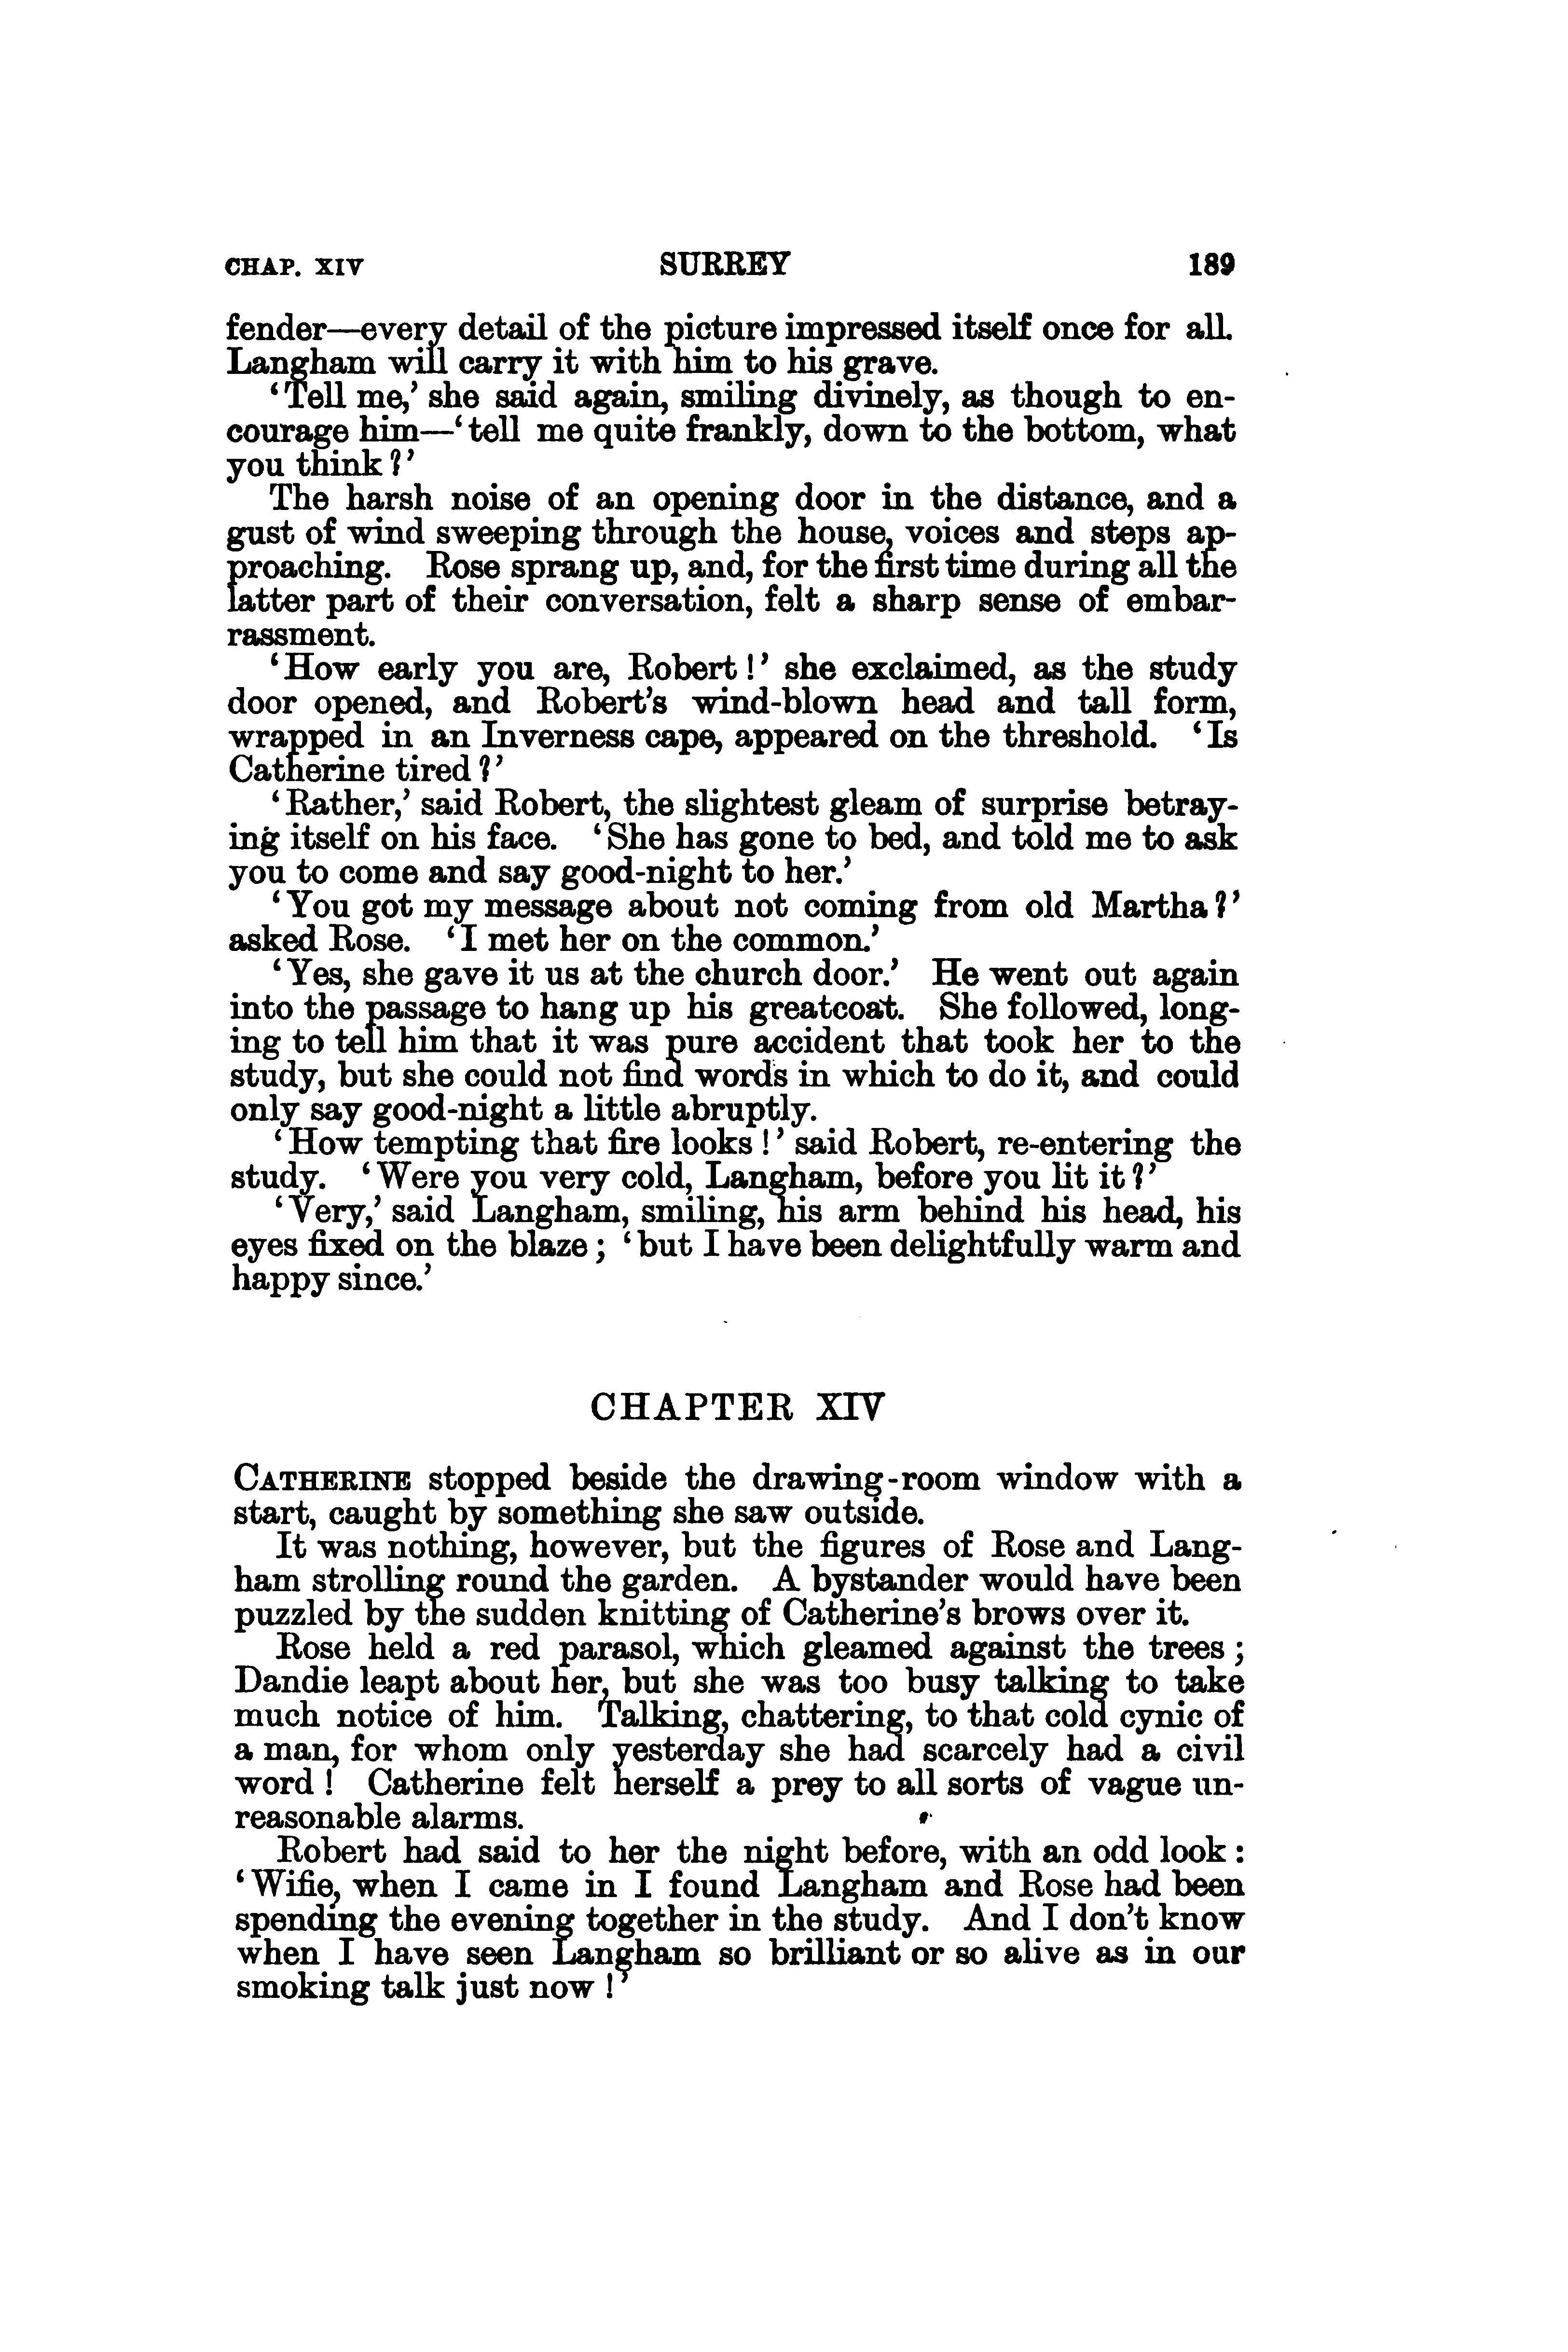 CHAP. XIV SURREY 189
fender—every detail of the picture impressed itself once for all.
Langham will carry it with him to his grave.
‘Tell me,’ she said again, smiling divinely, as though to en-
courage him—‘tell me quite frankly, down to the bottom, what
you think?’
The harsh noise of an opening door in the distance, and a
gust of wind sweeping through the house, voices and steps ap-
proaching. Rose sprang up, and, for the first time during all the
latter part of their conversation, felt a sharp sense of embar-
rassment.
‘How early you are, Robert!’ she exclaimed, as the study
door opened, and Robert’s wind-blown head and tall form,
wrapped in an Inverness cape, appeared on the threshold. ‘Is
Catherine tired?’
‘Rather,’ said Robert, the slightest gleam of surprise betray-
ing itself on his face. ‘She has gone to bed, and told me to ask
you to come and say good-night to her.’
‘You got my message about not coming from old Martha?’
asked Rose. ‘I met her on the common.’
‘Yes, she gave it us at the church door.’ He went out again
into the passage to hang up his greatcoat. She followed, long-
ing to tell him that it was pure accident that took her to the
study, but she could not find words in which to do it, and could
only say good-night a little abruptly.
‘How tempting that fire looks!’ said Robert, re-entering the
study. ‘Were you very cold, Langham, before you lit it?’
‘Very,’ said Langham, smiling, his arm behind his head, his
eyes fixed on the blaze; ‘but I have been delightfully warm and
happy since.’
CHAPTER XIV
CATHERINE stopped beside the drawing-room window with a
start, caught by something she saw outside.
It was nothing, however, but the figures of Rose and Lang-
ham strolling round the garden. A bystander would have been
puzzled by the sudden knitting of Catherine’s brows over it.
Rose held a red parasol, which gleamed against the trees;
Dandie leapt about her, but she was too busy talking to take
much notice of him. Talking, chattering, to that cold cynic of
a man, for whom only yesterday she had scarcely had a civil
word! Catherine felt herself a prey to all sorts of vague un-
reasonable alarms.
Robert had said to her the night before, with an odd look:
‘Wifie, when I came in I found Langham and Rose had been
spending the evening together in the study. And I don’t know
when I have seen Langham so brilliant or so alive as in our
smoking talk just now!’